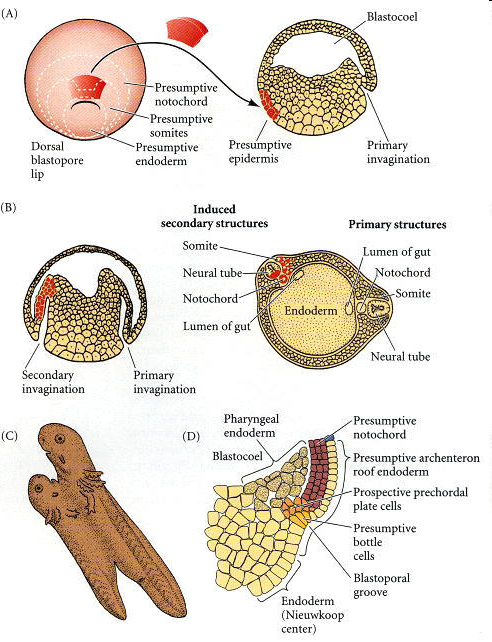 (A)
Blastocoel
Presumptive
notochord
Presumptive
somites
Presumptive
endoderm
Dorsal
blastopore
lip
Presumptive
epidermis
Primary
invagination
(B)
Induced
secondary structures
Primary structures
Somite
Neural tube
Notochord
Lumen of gut
Endoderm
Lumen of gut
Notochord
Somite
Neural tube
Secondary
invagination
Primary
invagination
(C)
(D)
Pharyngeal
endoderm
Blastocoel
Presumptive
notochord
Presumptive archenteron
roof endoderm
Prospective prechordal
plate cells
Presumptive
bottle
cells
Blastoporal
groove
Endoderm
(Nieuwkoop
center)